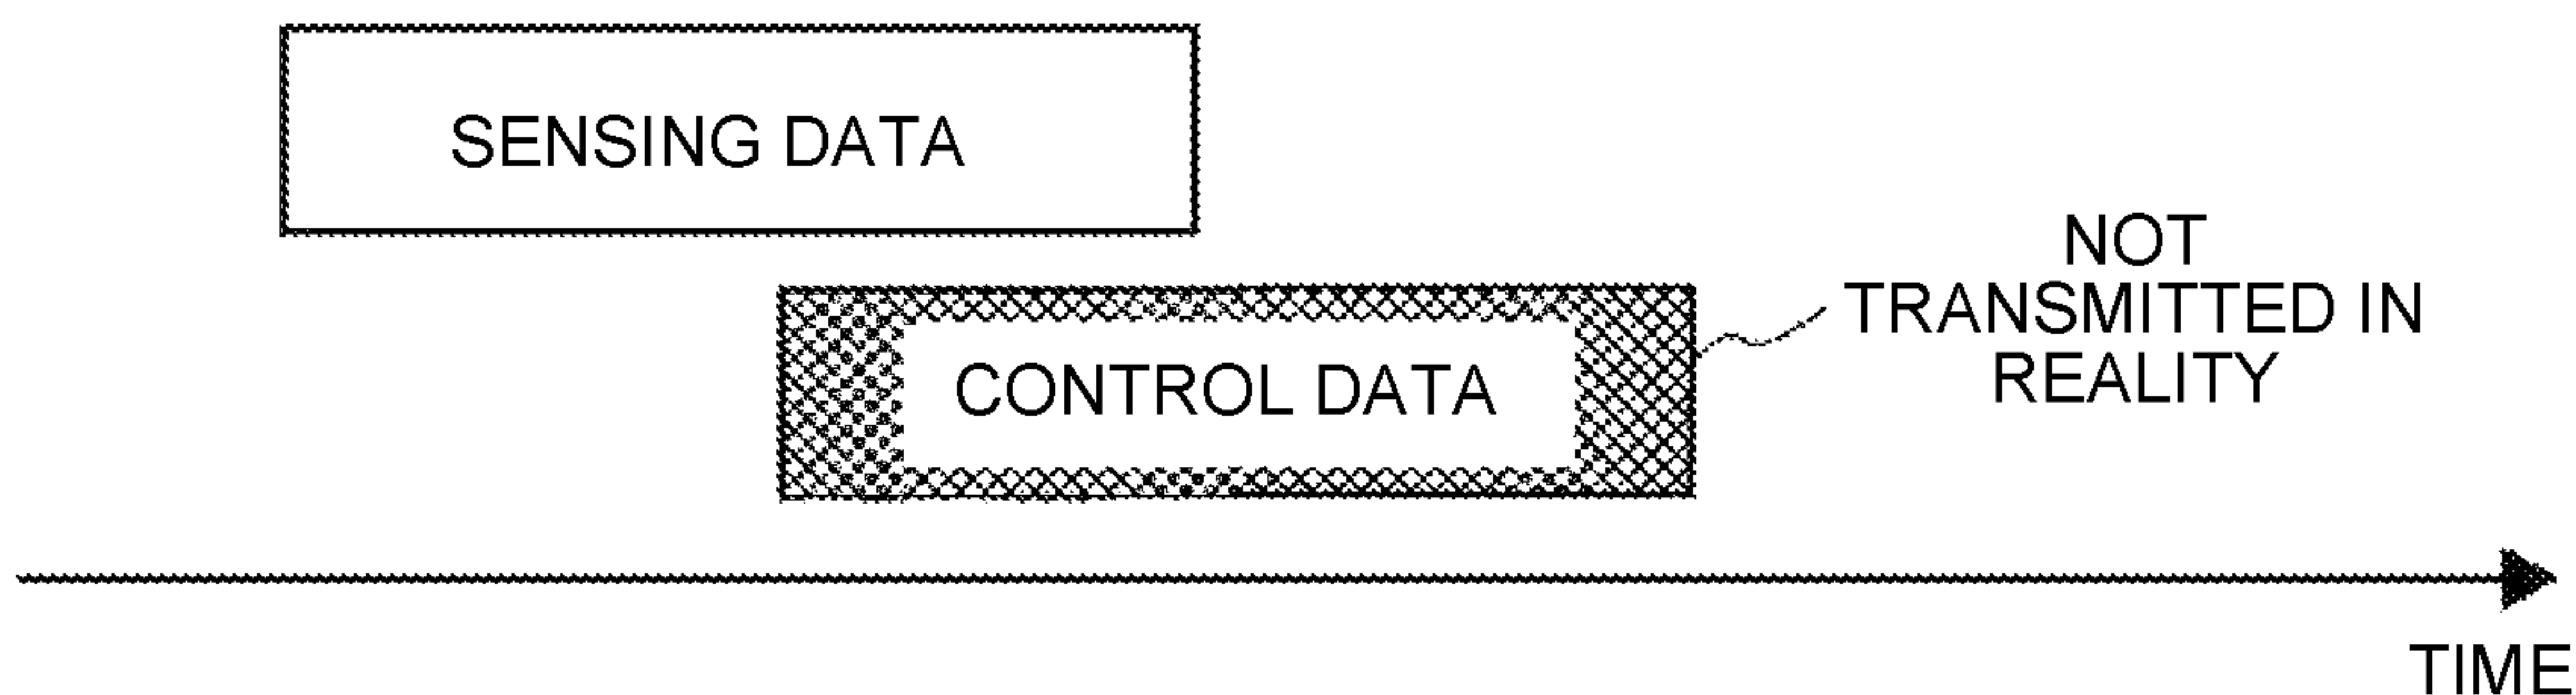 SENSING DATA
NOT
TRANSMITTED IN
REALITY
CONTROL DATA
TIME